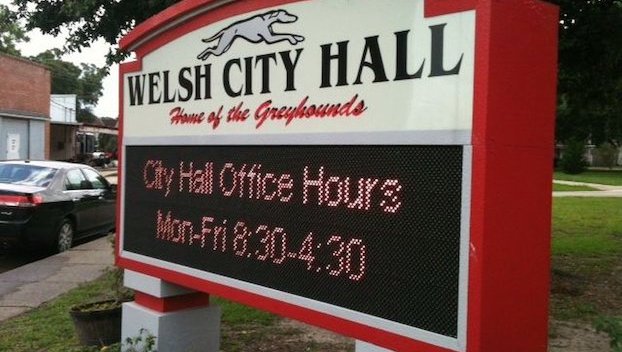 WELSH CITY HALL
Home of the Greyhounds
City Hall Office Hours
Mon-Fri 8:30-4:30